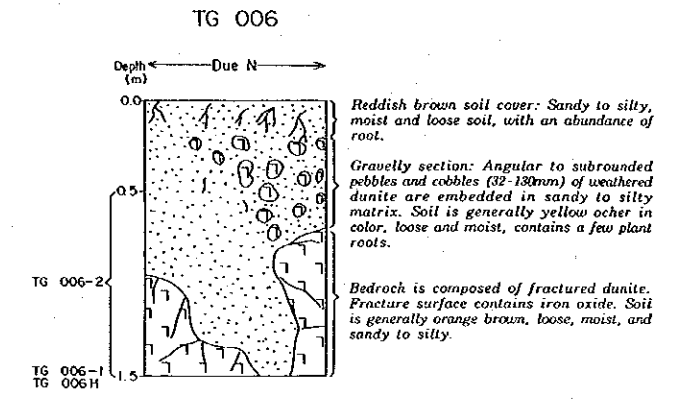 TG 006
Depth
(m)
Due N
0.0
Reddish brown soil cover: Sandy to silty,
moist and loose soil, with an abundance of
root.
Gravelly section: Angular to subrounded
pebbles and cobbles (32-130mm) of weathered
dunite are embedded in sandy to silty
matrix. Soil is generally yellow ocher in
color, loose and moist, contains a few plant
roots.
0.5
TG 006-2
Bedroch is composed of fractured dunite.
Fracture surface contains iron oxide. Soil
is generally orange brown, loose, moist, and
sandy to silty.
TG 006-1
TG 006H
1.5